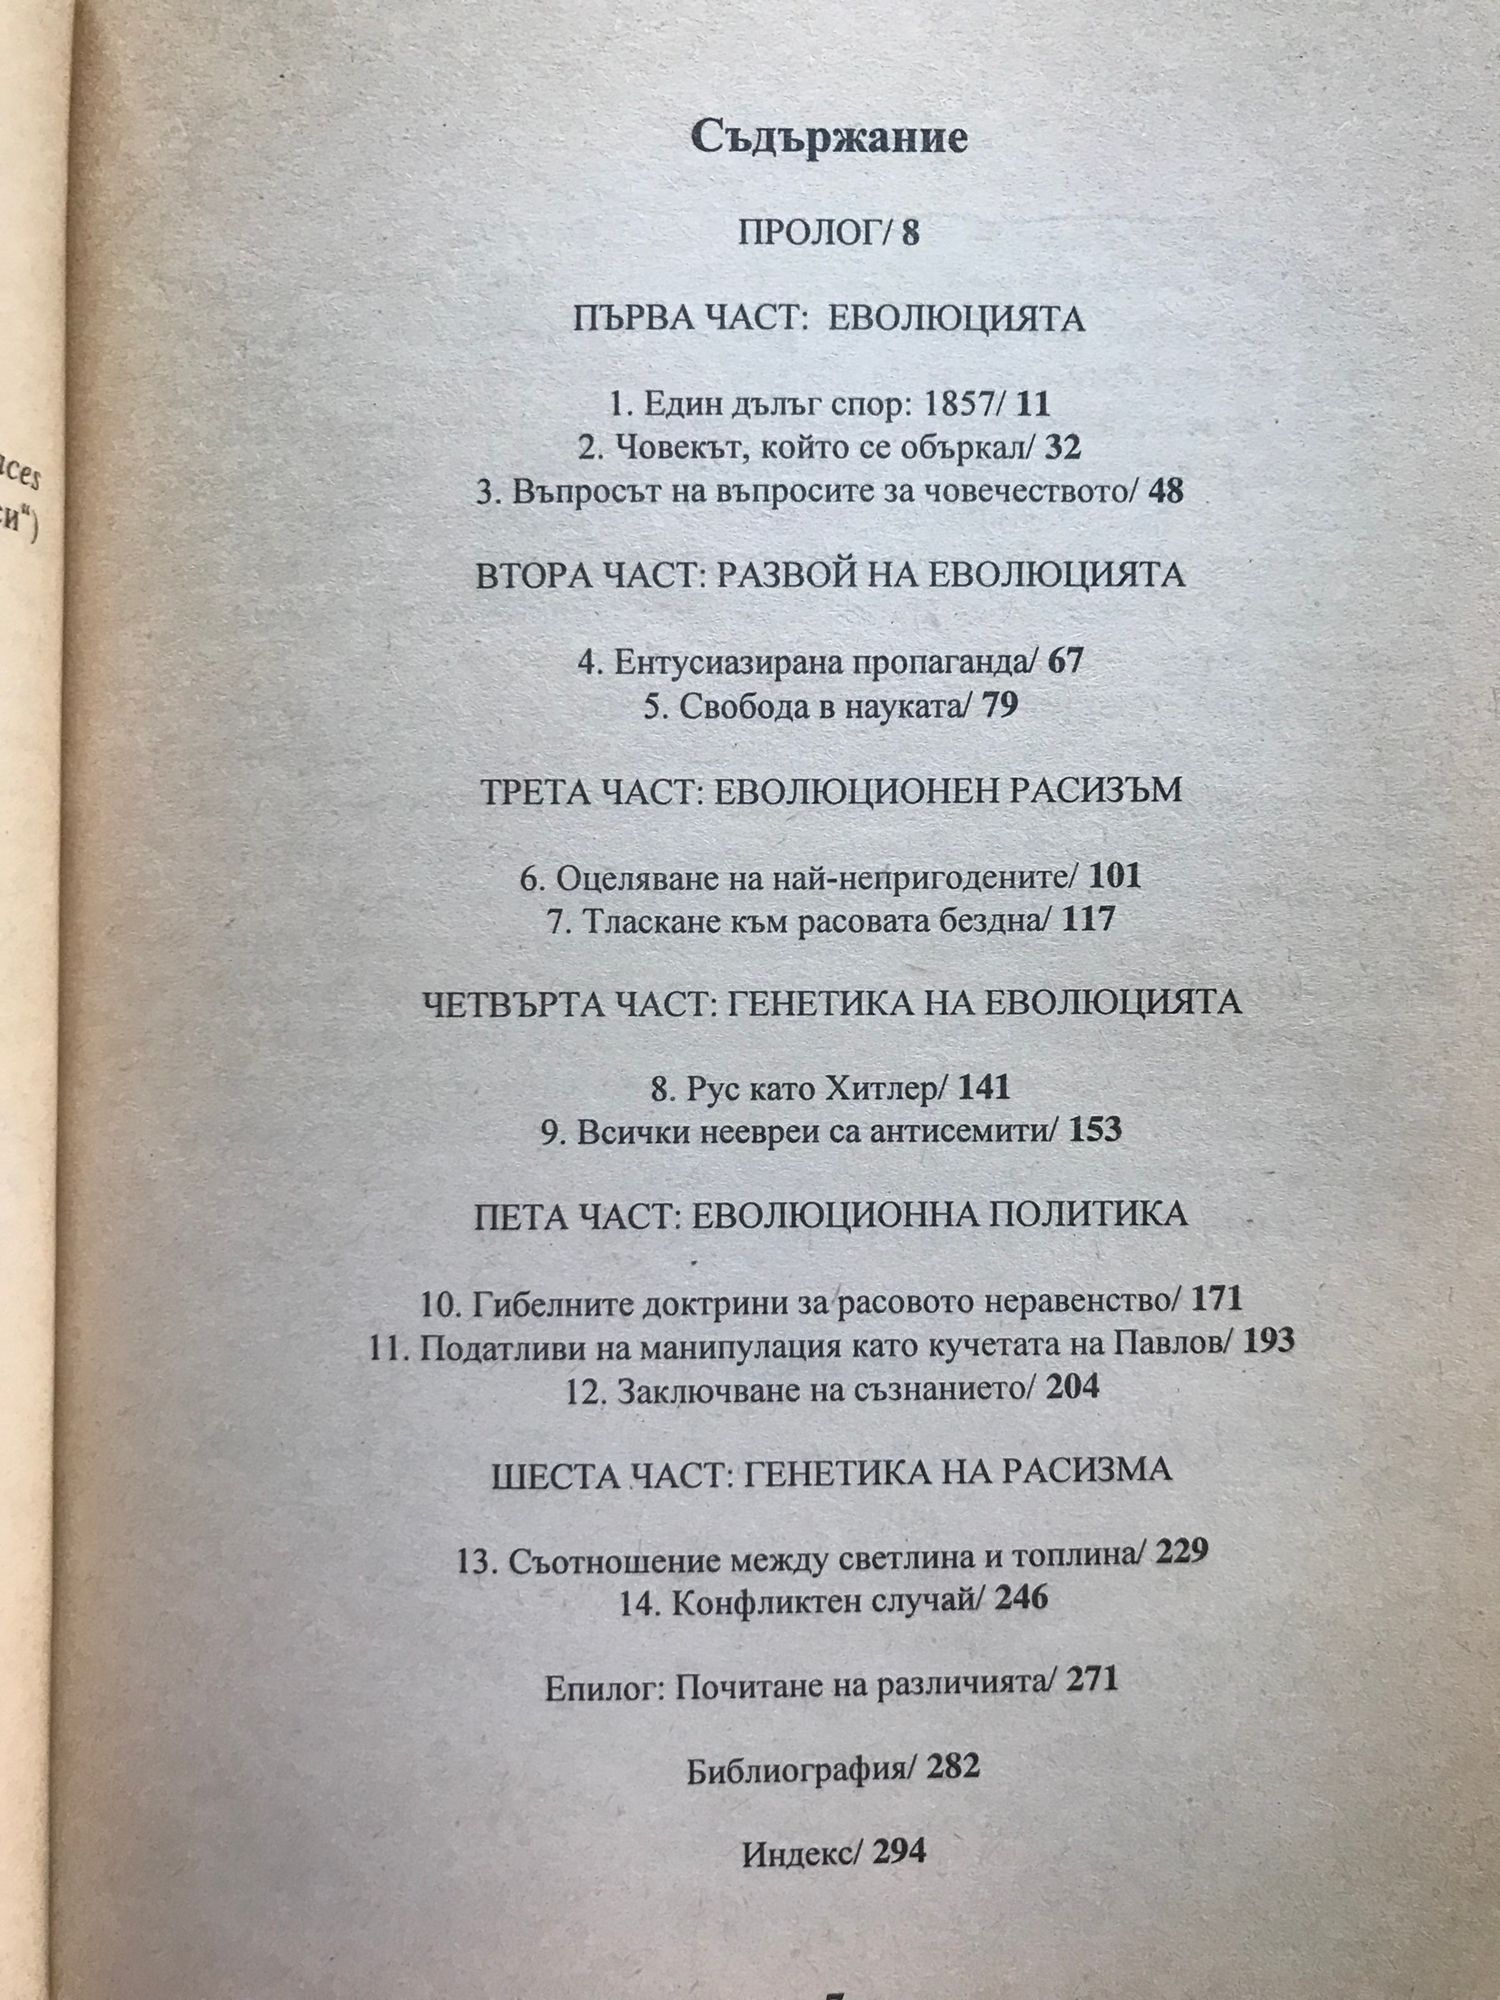 Съдържание
ПРОЛОГ/ 8
ПЪРВА ЧАСТ: ЕВОЛЮЦИЯТА
1. Един дълъг спор: 1857/ 11
2. Човекът, който се объркал/ 32
3. Въпросът на въпросите за човечеството/ 48
ВТОРА ЧАСТ: РАЗВОЙ НА ЕВОЛЮЦИЯТА
4. Ентусиазирана пропаганда/ 67
5. Свобода в науката/ 79
ТРЕТА ЧАСТ: ЕВОЛЮЦИОНЕН РАСИЗЪМ
6. Оцеляване на най-непригодените/ 101
7. Тласкане към расовата бездна/ 117
ЧЕТВЪРТА ЧАСТ: ГЕНЕТИКА НА ЕВОЛЮЦИЯТА
8. Рус като Хитлер/ 141
9. Всички неевреи са антисемити/ 153
ПЕТА ЧАСТ: ЕВОЛЮЦИОННА ПОЛИТИКА
10. Гибелните доктрини за расовото неравенство/ 171
11. Податливи на манипулация като кучетата на Павлов/ 193
12. Заключване на съзнанието/ 204
ШЕСТА ЧАСТ: ГЕНЕТИКА НА РАСИЗМА
13. Съотношение между светлина и топлина/ 229
14. Конфликтен случай/ 246
Епилог: Почитане на различията/ 271
Библиография/ 282
Индекс/ 294